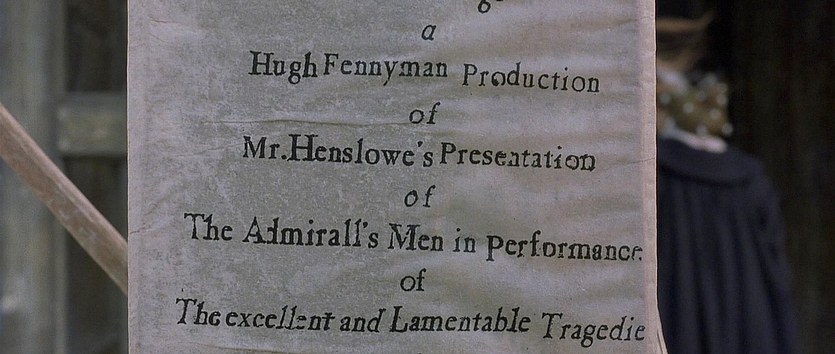 a
Hugh Fennyman Production
of
Mr.Henslowe's Presentation
of
The Admirall's Men in performance
of
The excellent and Lamentable Tragedie